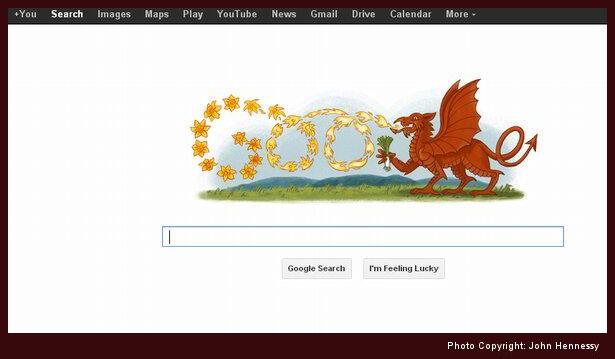 +You Search Images Maps Play YouTube News Gmail Drive Calendar More
Goo
Google Search I'm Feeling Lucky
Photo Copyright: John Hennessy